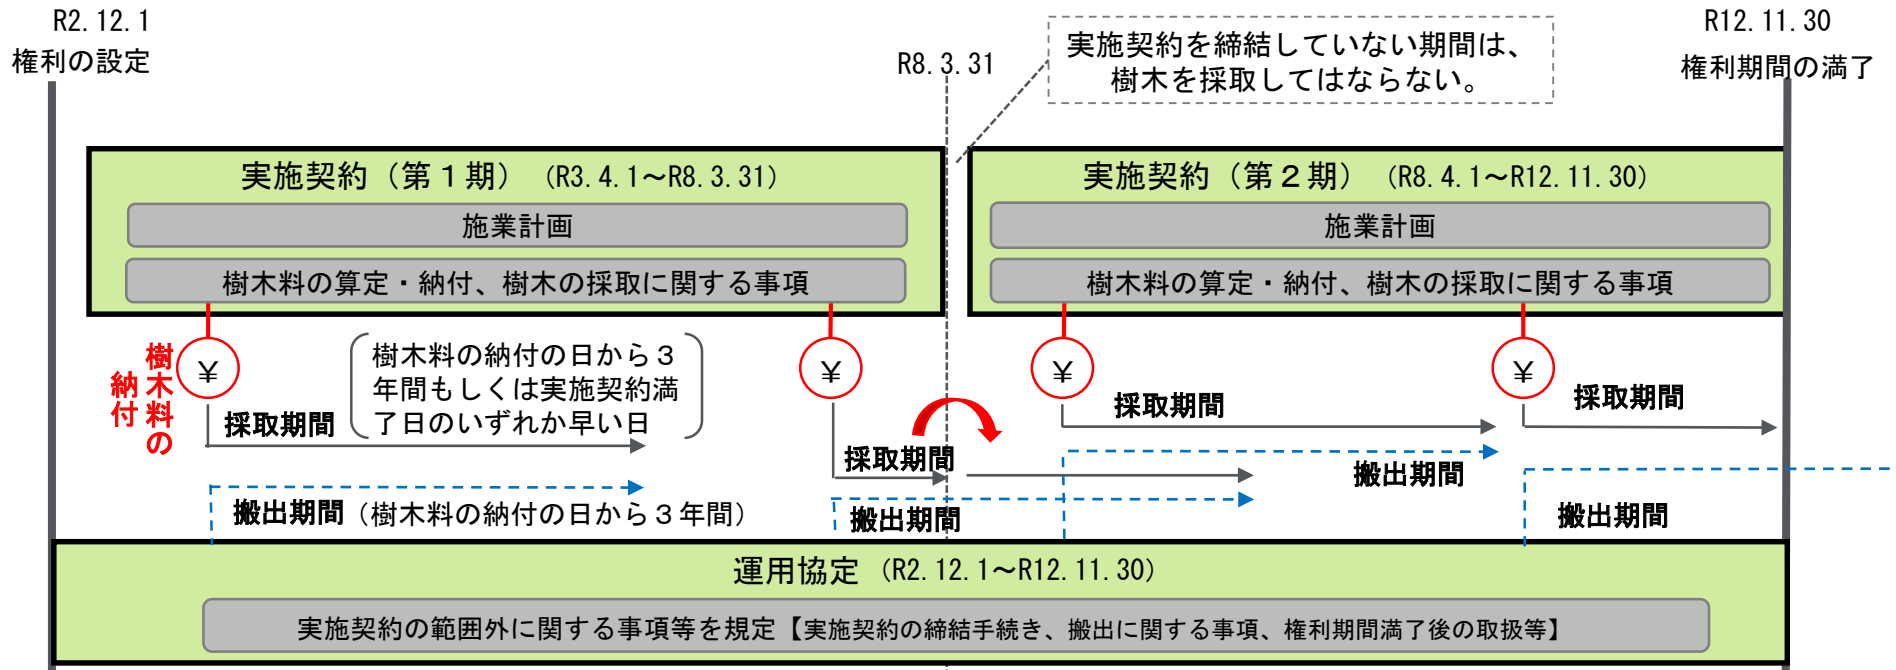 R2.12.1
権利の設定
R8.3.31
実施契約を締結していない期間は、
樹木を採取してはならない。
R12.11.30
権利期間の満了
実施契約（第１期）（R3.4.1～R8.3.31）
施業計画
樹木料の算定・納付、樹木の採取に関する事項
実施契約（第２期）（R8.4.1～R12.11.30）
施業計画
樹木料の算定・納付、樹木の採取に関する事項
樹木料の
納付
￥
樹木料の納付の日から３
年間もしくは実施契約満
了日のいずれか早い日
￥
￥
￥
採取期間
採取期間
採取期間
採取期間
搬出期間（樹木料の納付の日から３年間）
搬出期間
搬出期間
搬出期間
運用協定（R2.12.1～R12.11.30）
実施契約の範囲外に関する事項等を規定【実施契約の締結手続き、搬出に関する事項、権利期間満了後の取扱等】